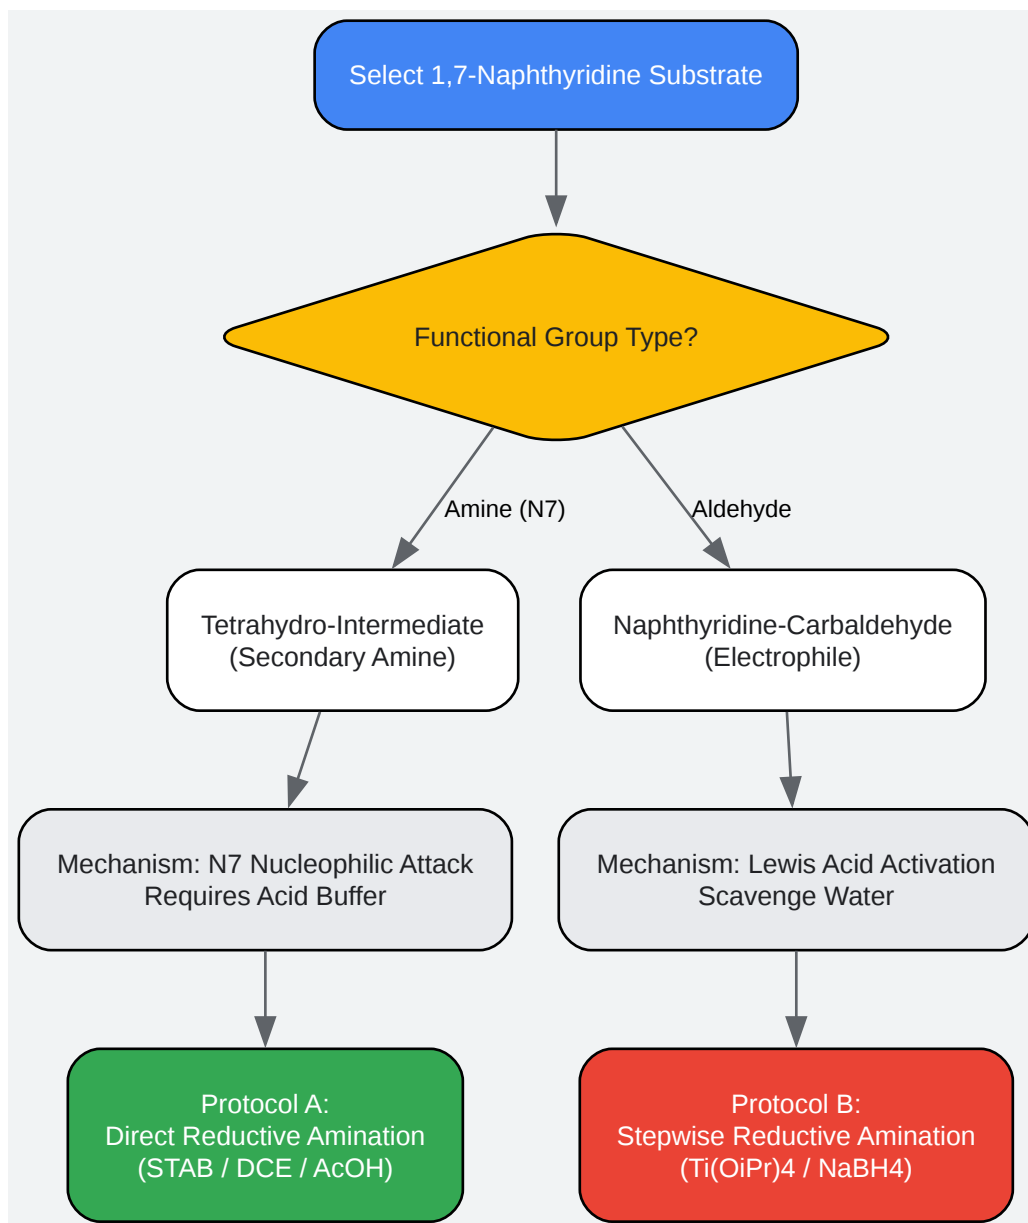 Select 1,7-Naphthyridine Substrate
Functional Group Type?
Amine (N7)
Aldehyde
Tetrahydro-Intermediate
(Secondary Amine)
Naphthyridine-Carbaldehyde
(Electrophile)
Mechanism: N7 Nucleophilic Attack
Requires Acid Buffer
Mechanism: Lewis Acid Activation
Scavenge Water
Protocol A:
Direct Reductive Amination
(STAB / DCE / AcOH)
Protocol B:
Stepwise Reductive Amination
(Ti(OiPr)4 / NaBH4)